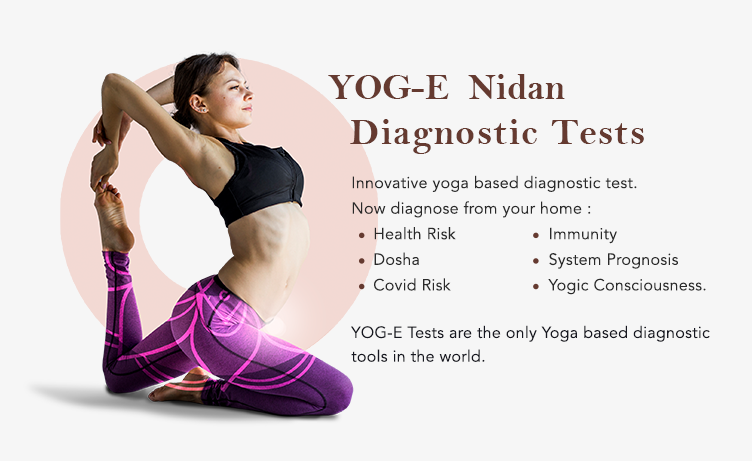 YOG-E Nidan
Diagnostic Tests
Innovative yoga based diagnostic test.
Now diagnose from your home :
• Health Risk
• Immunity
• Dosha
• System Prognosis
• Covid Risk
• Yogic Consciousness.
YOG-E Tests are the only Yoga based diagnostic
tools in the world.